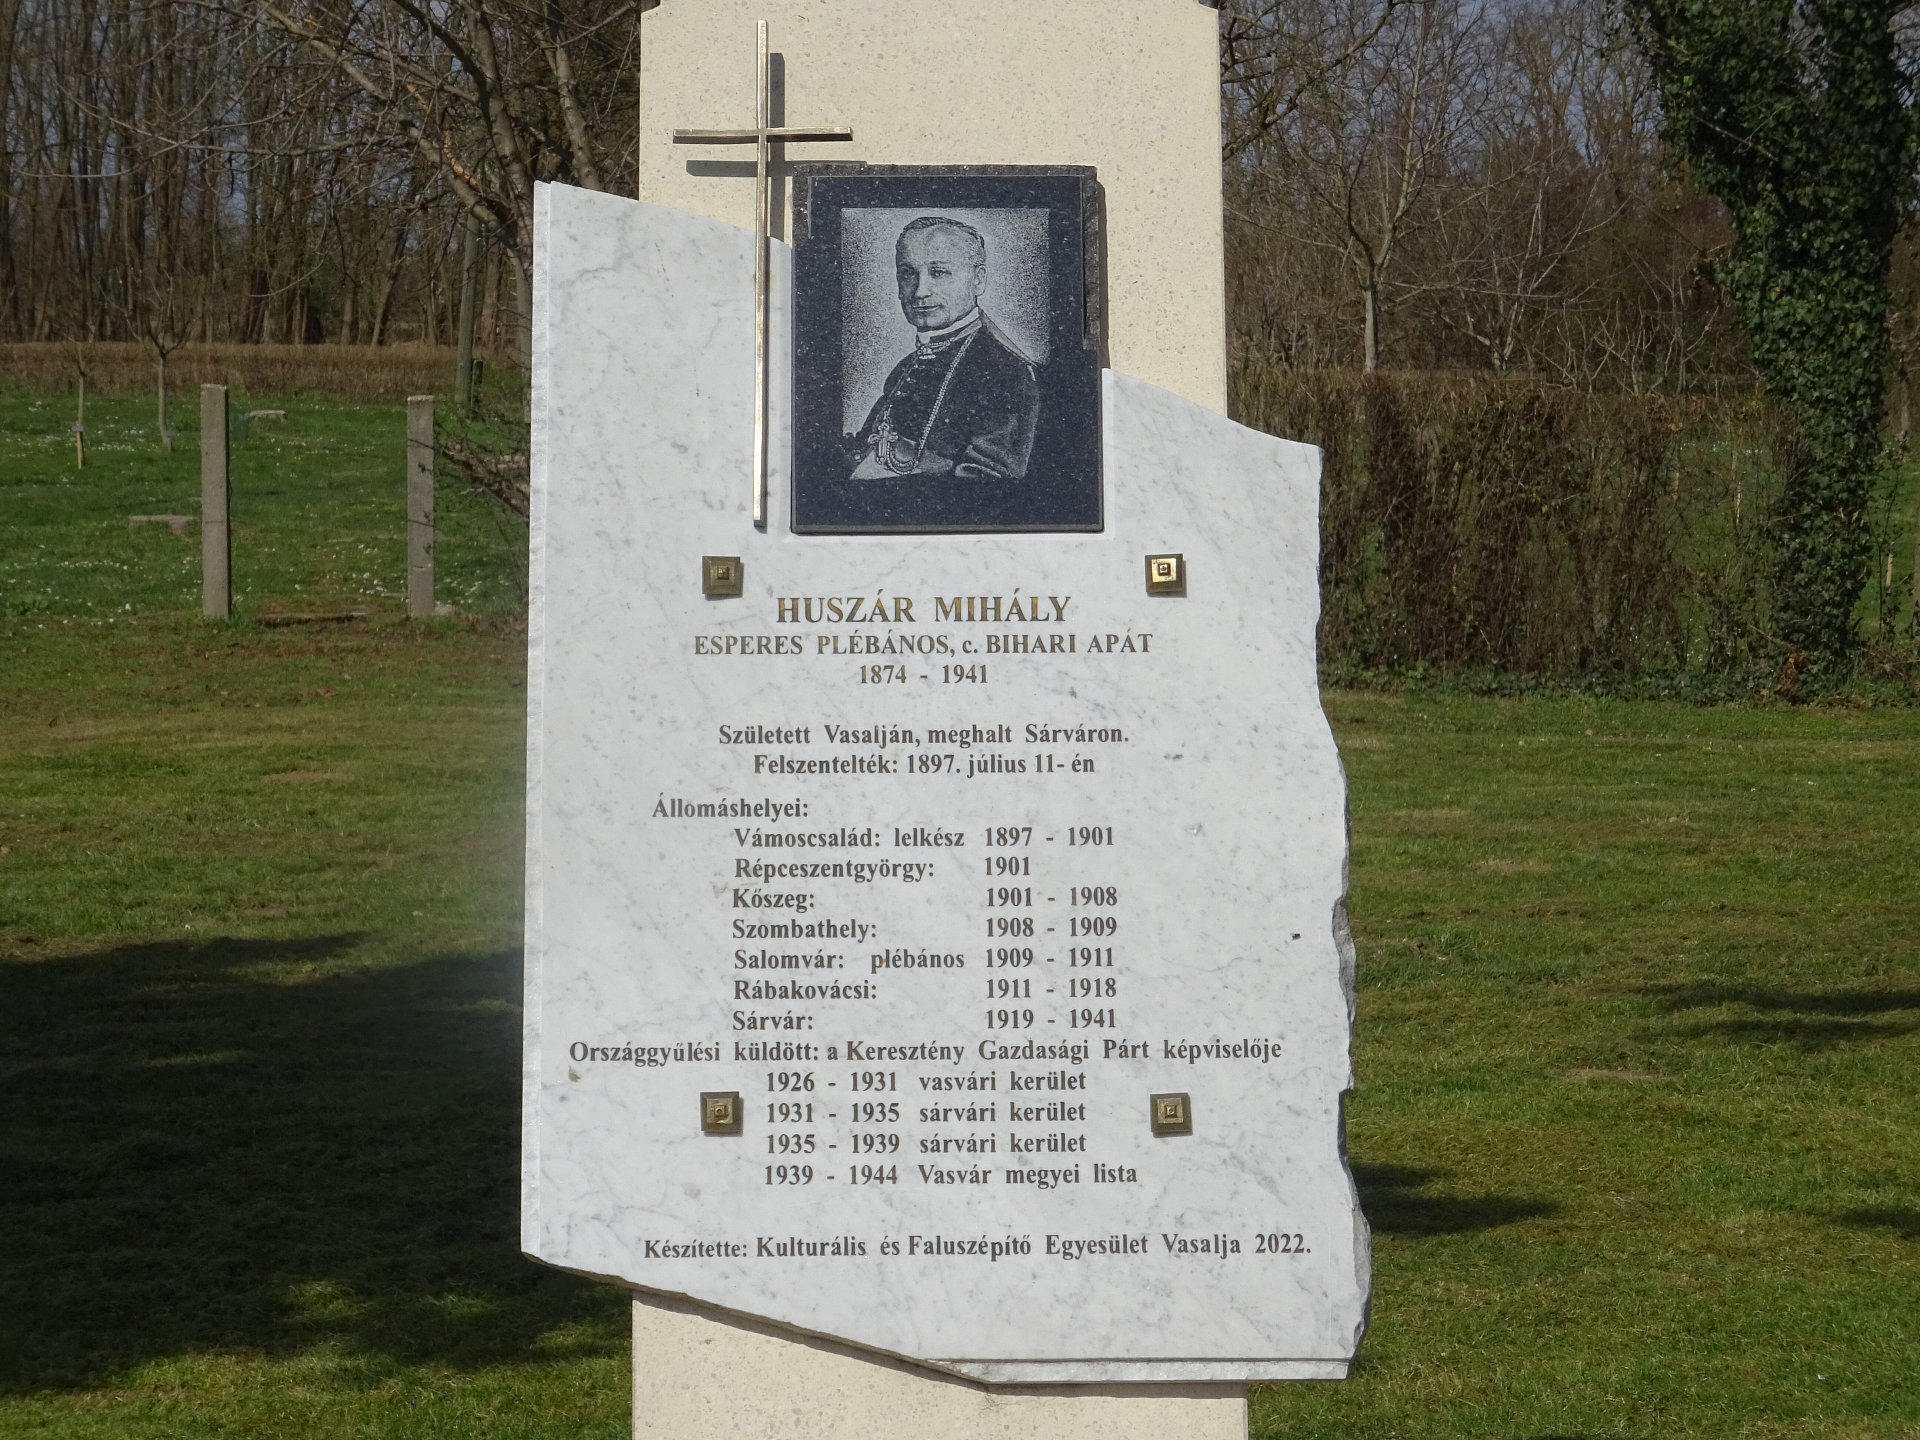 HUSZÁR MIHÁLY
ESPERES PLÉBÁNOS, c. BIHARI APÁT
1874 - 1941
Született Vasalján, meghalt Sárváron.
Felszentelték: 1897. július 11- én
Állomáshelyei:
Vámoscsalád: lelkész 1897 - 1901
Répceszentgyörgy: 1901
Kőszeg: 1901 - 1908
Szombathely: 1908 - 1909
Salomvár: plébános 1909 - 1911
Rábakovácsi: 1911 - 1918
Sárvár: 1919 - 1941
Országgyűlési küldött: a Keresztény Gazdasági Párt képviselője
1926 - 1931 vasvári kerület
1931 - 1935 sárvári kerület
1935 - 1939 sárvári kerület
1939 - 1944 Vasvár megyei lista
Készítette: Kulturális és Faluszépítő Egyesület Vasalja 2022.